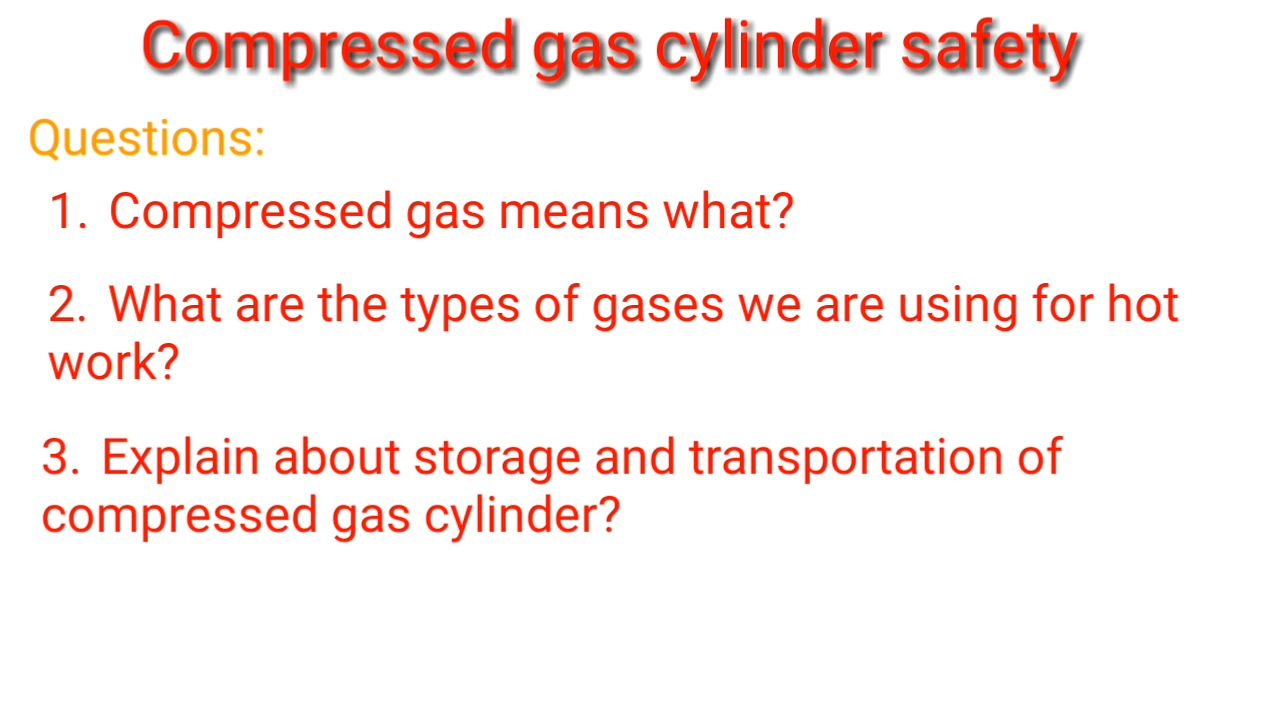 Compressed gas cylinder safety
Questions:
1. Compressed gas means what?
2. What are the types of gases we are using for hot
work?
3. Explain about storage and transportation of
compressed gas cylinder?